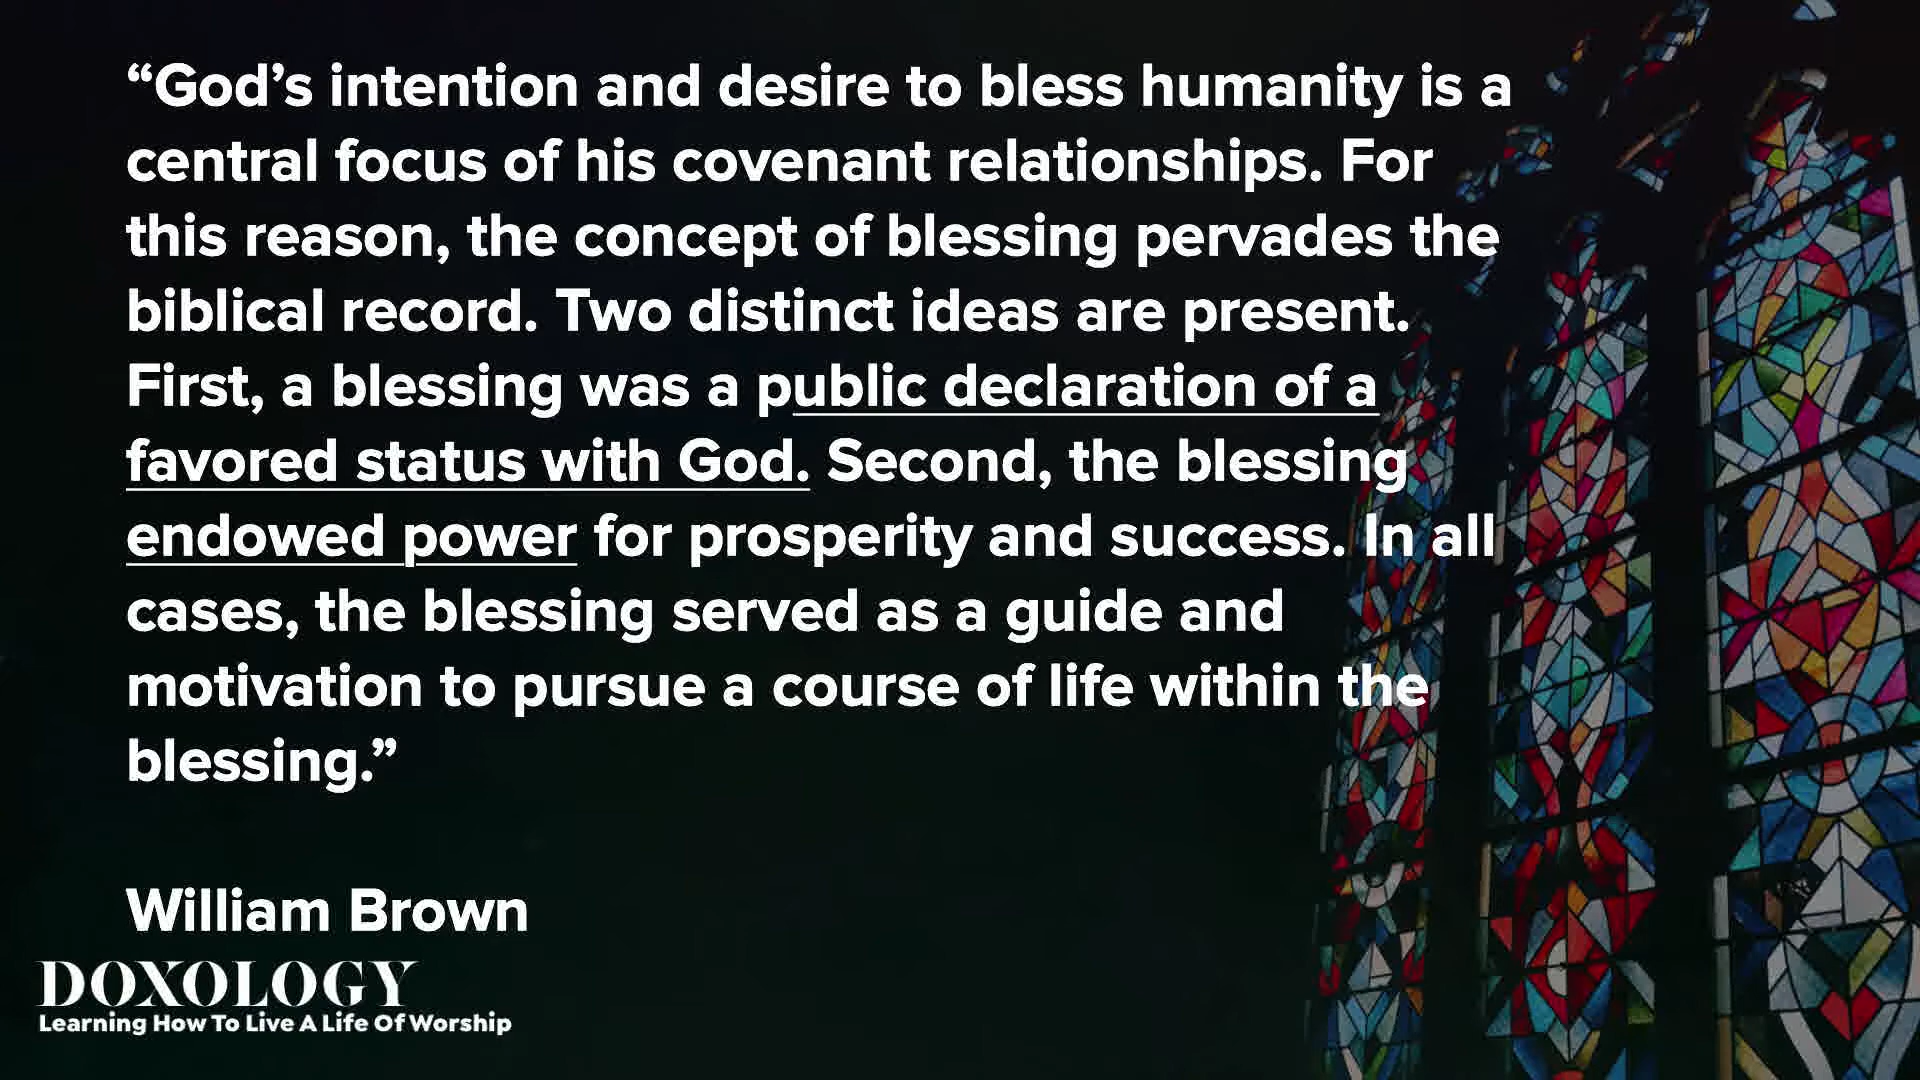 “God’s intention and desire to bless humanity is a
central focus of his covenant relationships. For
this reason, the concept of blessing pervades the
biblical record. Two distinct ideas are present.
First, a blessing was a public declaration of a
favored status with God. Second, the blessing
endowed power for prosperity and success. In all
cases, the blessing served as a guide and
motivation to pursue a course of life within the
blessing.”
William Brown
DOXOLOGY
Learning How To Live A Life Of Worship